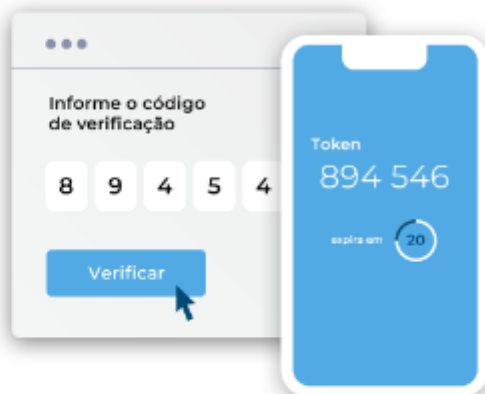 Informe o código
de verificação
8 9 4 5 4
Verificar
Token
894 546
expira em 20